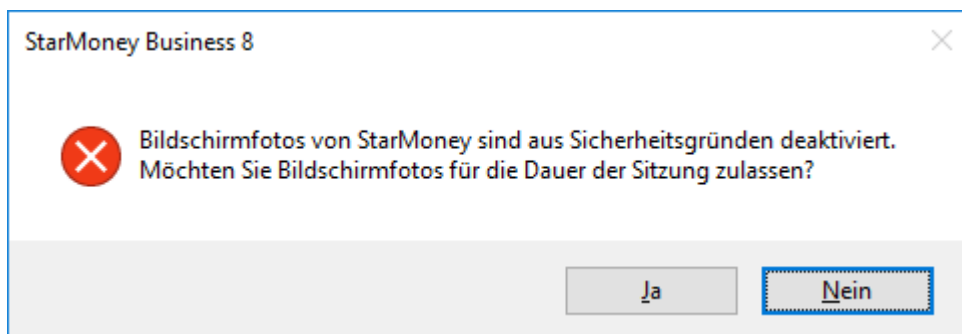 StarMoney Business 8
Bildschirmfotos von StarMoney sind aus Sicherheitsgründen deaktiviert.
Möchten Sie Bildschirmfotos für die Dauer der Sitzung zulassen?
Ja
Nein